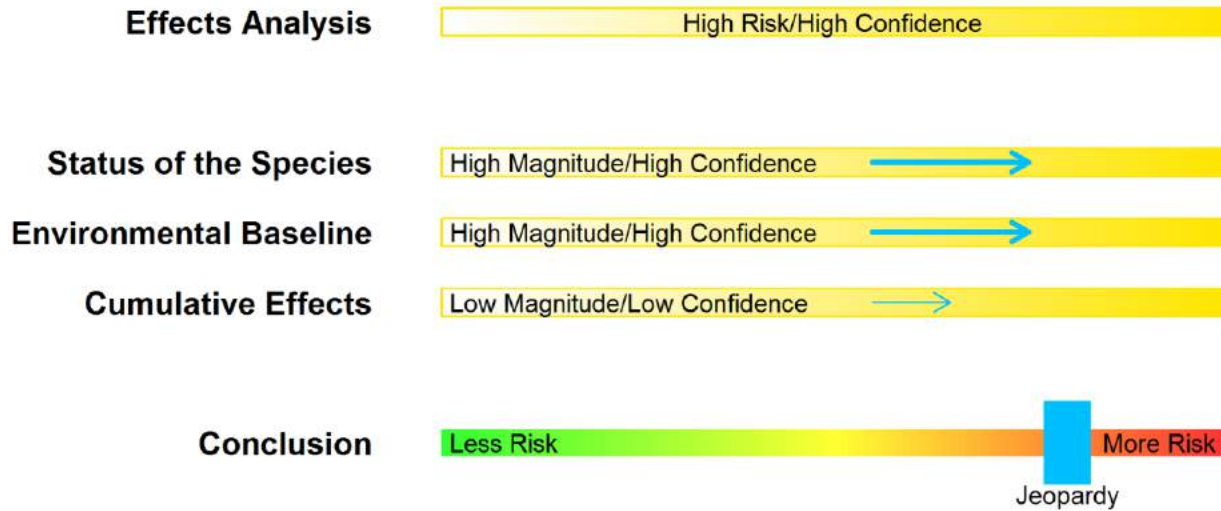 Effects Analysis High Risk/High Confidence
Status of the Species High Magnitude/High Confidence
Environmental Baseline High Magnitude/High Confidence
Cumulative Effects Low Magnitude/Low Confidence
Conclusion Less Risk More Risk
Jeopardy